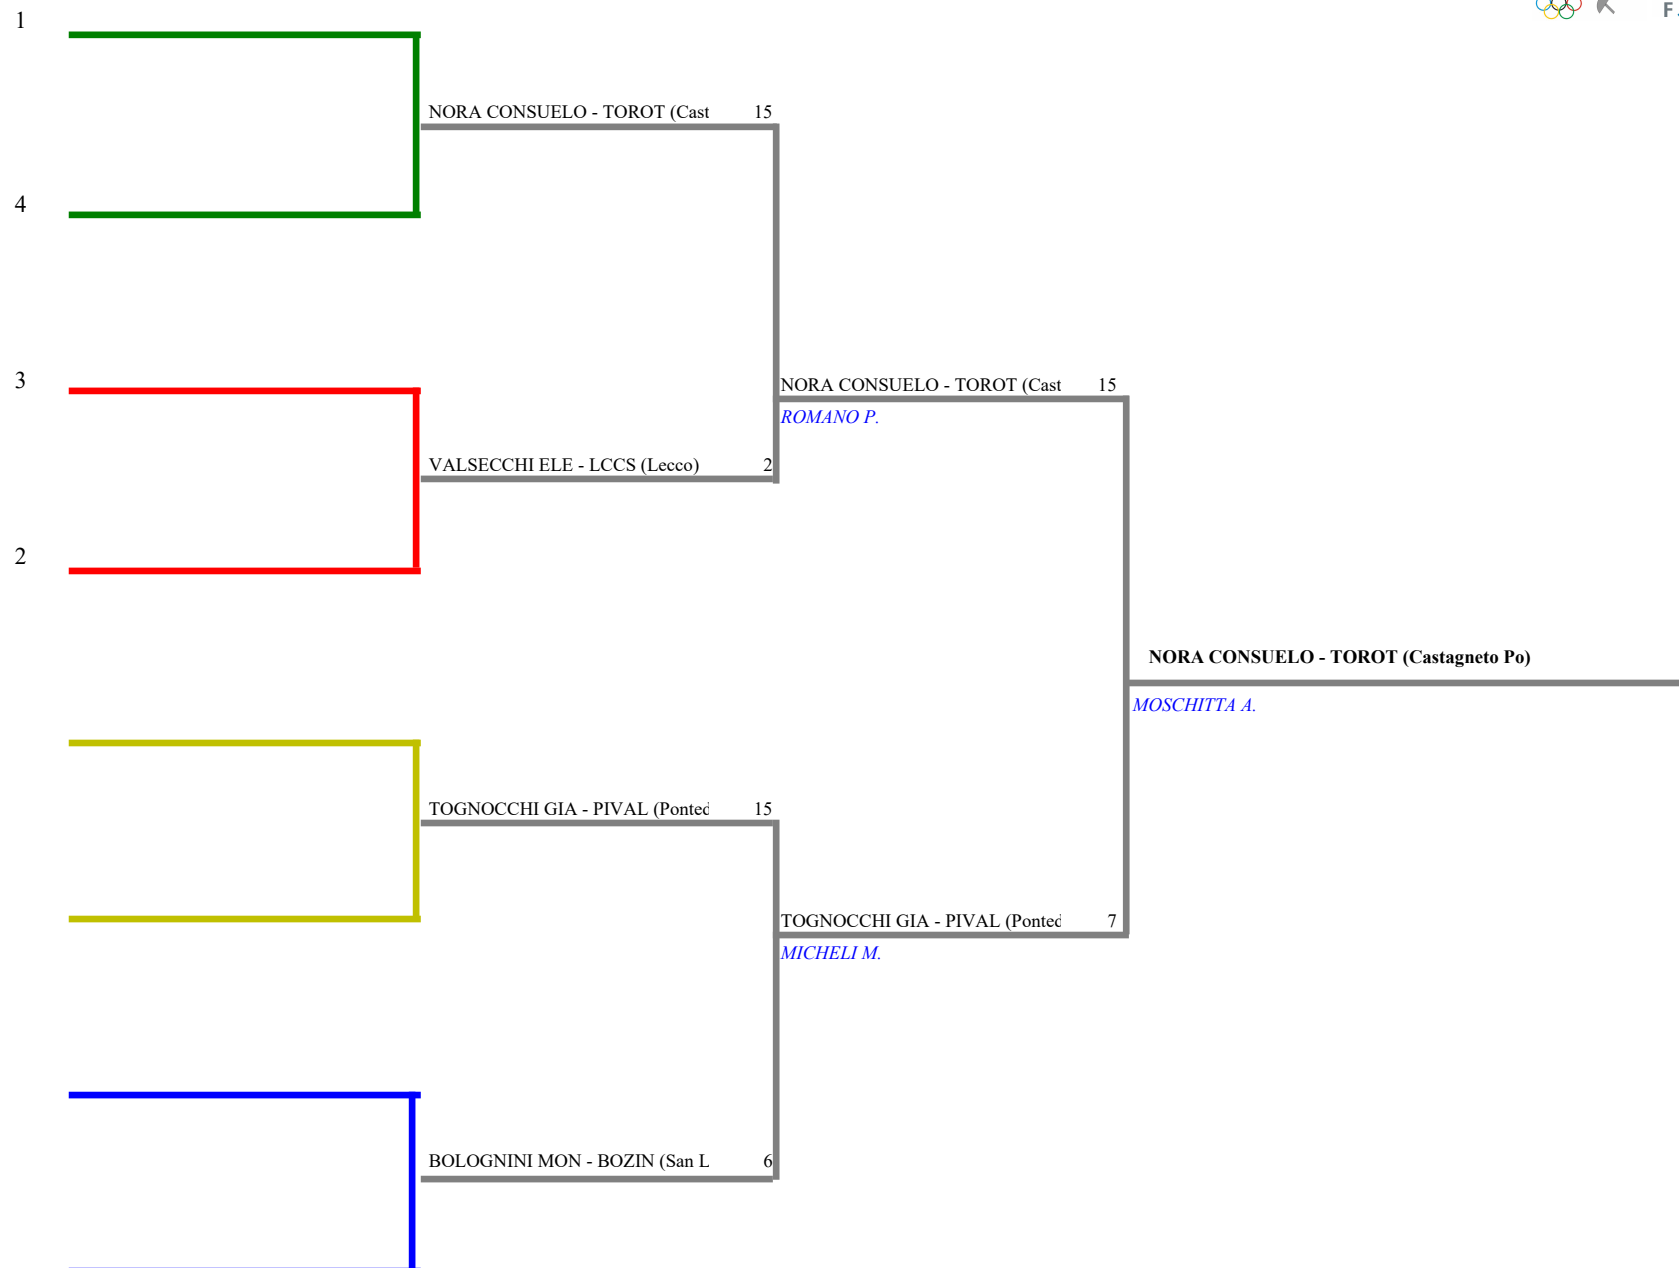 1
NORA CONSUELO - TOROT (Cast 15
4
3
NORA CONSUELO - TOROT (Cast 15
ROMANO P.
VALSECCHI ELE - LCCS (Lecco) 2
2
NORA CONSUELO - TOROT (Castagneto Po)
MOSCHITTA A.
TOGNOCCHI GIA - PIVAL (Ponted 15
TOGNOCCHI GIA - PIVAL (Ponted 7
MICHELI M.
BOLOGNINI MON - BOZIN (San L 6
F